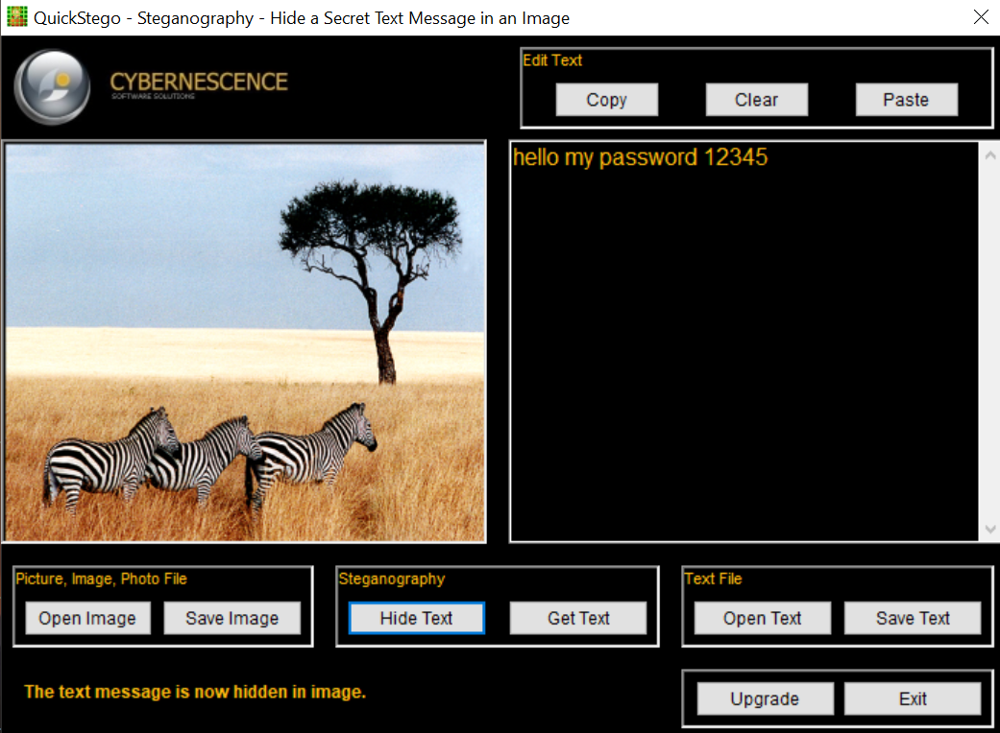 QuickStego - Steganography - Hide a Secret Text Message in an Image
CYBERNESCENCE
SOFTWARE SOLUTIONS
Edit Text
Copy Clear Paste
hello my password 12345
Picture, Image, Photo File
Open Image Save Image
Steganography
Hide Text Get Text
Text File
Open Text Save Text
The text message is now hidden in image.
Upgrade Exit